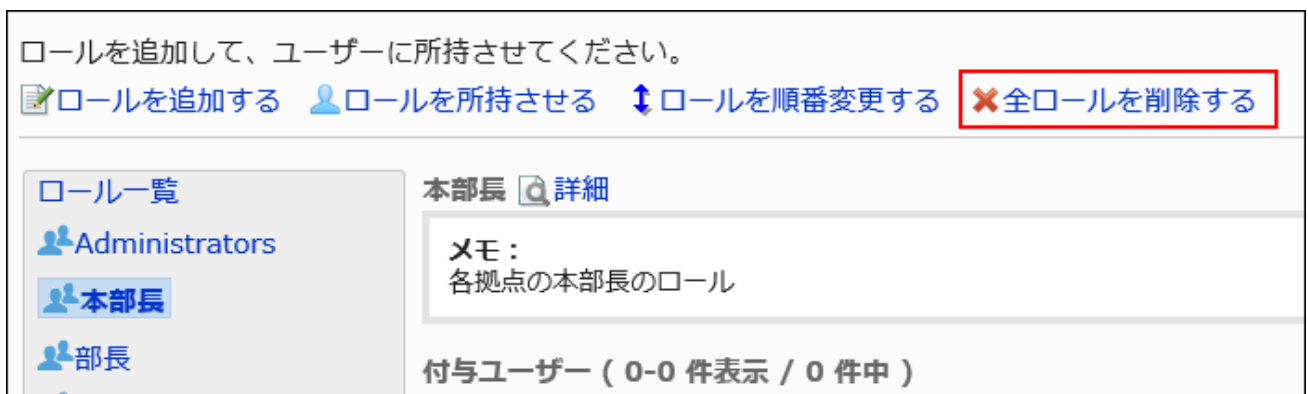 ロールを追加して、ユーザーに所持させてください。
ロールを追加する ロールを所持させる ロールを順番変更する 全ロールを削除する
ロール一覧
Administrators
本部長
部長
本部長 詳細
メモ：
各拠点の本部長のロール
付与ユーザー ( 0-0 件表示 / 0 件中 )